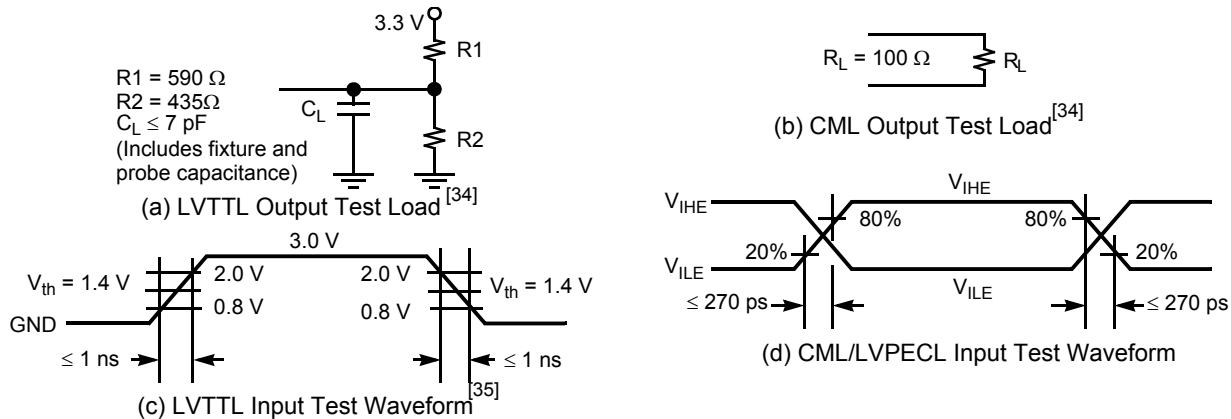 3.3 V
R1
R1 = 590 Ω
R2 = 435Ω
C_L ≤ 7 pF
(Includes fixture and
probe capacitance)
C_L
R2
(a) LVTTL Output Test Load [34]
R_L = 100 Ω
R_L
(b) CML Output Test Load[34]
3.0 V
V_th = 1.4 V
2.0 V
0.8 V
2.0 V
0.8 V
V_th = 1.4 V
GND
≤ 1 ns
≤ 1 ns
(c) LVTTL Input Test Waveform[35]
V_IHE
V_IHE
80%
80%
20%
20%
V_ILE
V_ILE
≤ 270 ps
≤ 270 ps
(d) CML/LVPECL Input Test Waveform